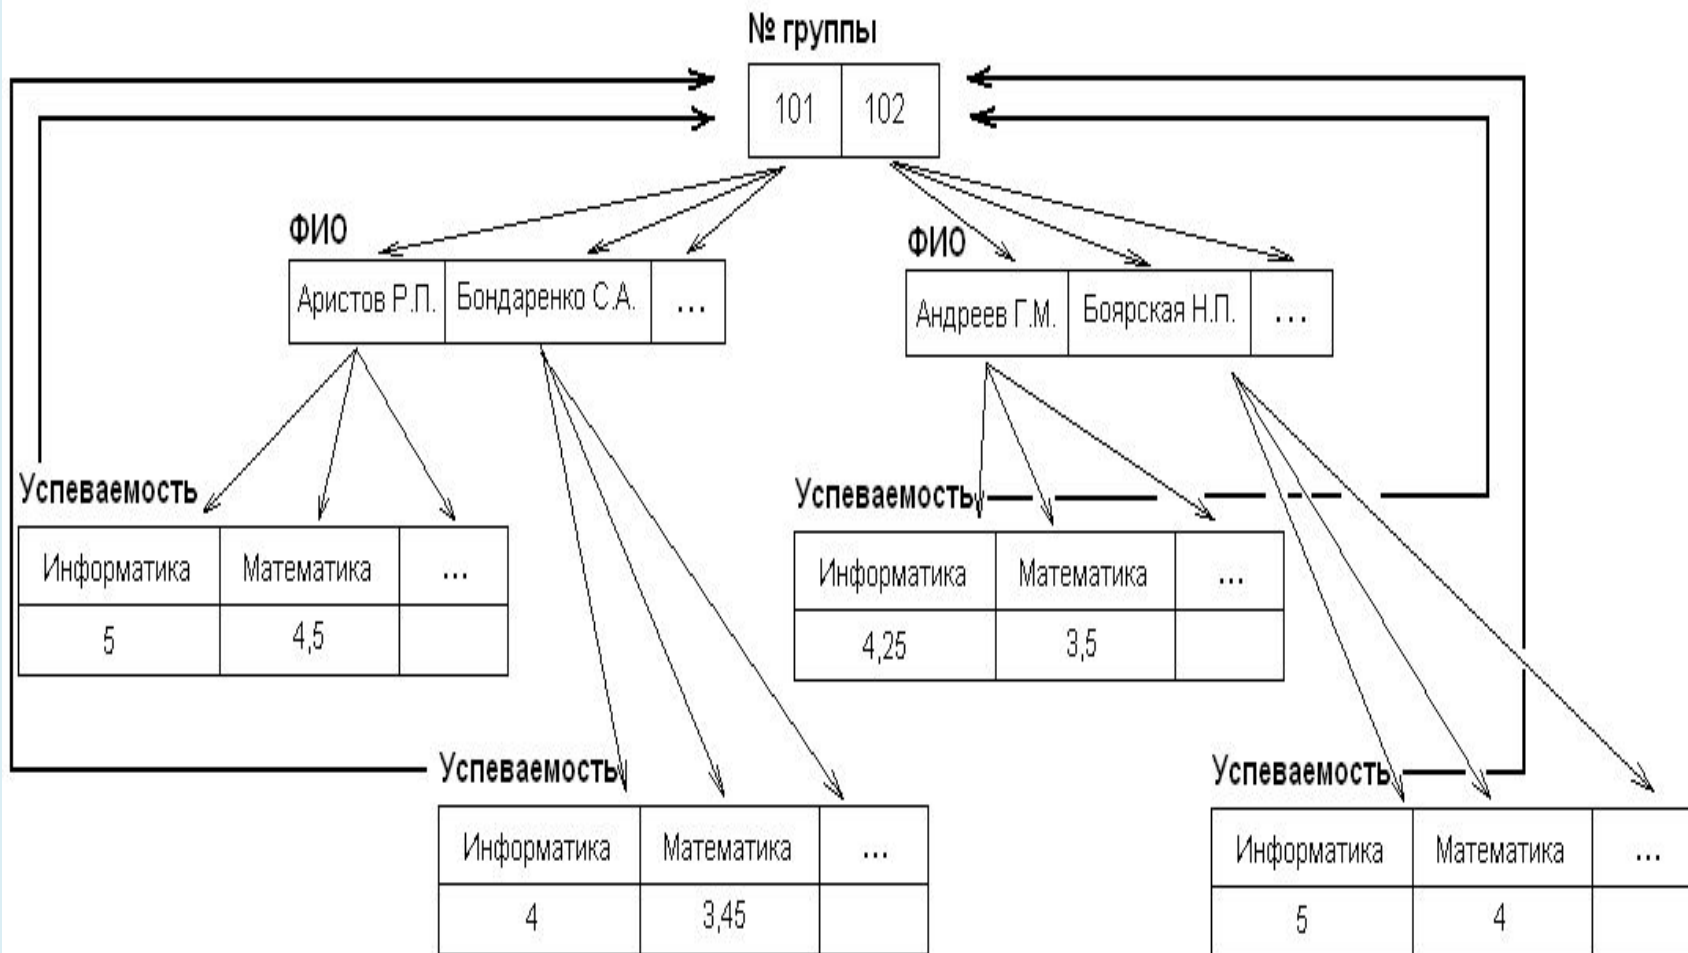 № группы
101 102
ФИО
Аристов Р.П. Бондаренко С.А. ...
ФИО
Андреев Г.М. Боярская Н.П. ...
Успеваемость
Информатика Математика ...
5 4,5
Успеваемость
Информатика Математика ...
4,25 3,5
Успеваемость
Информатика Математика ...
4 3,45
Успеваемость
Информатика Математика ...
5 4